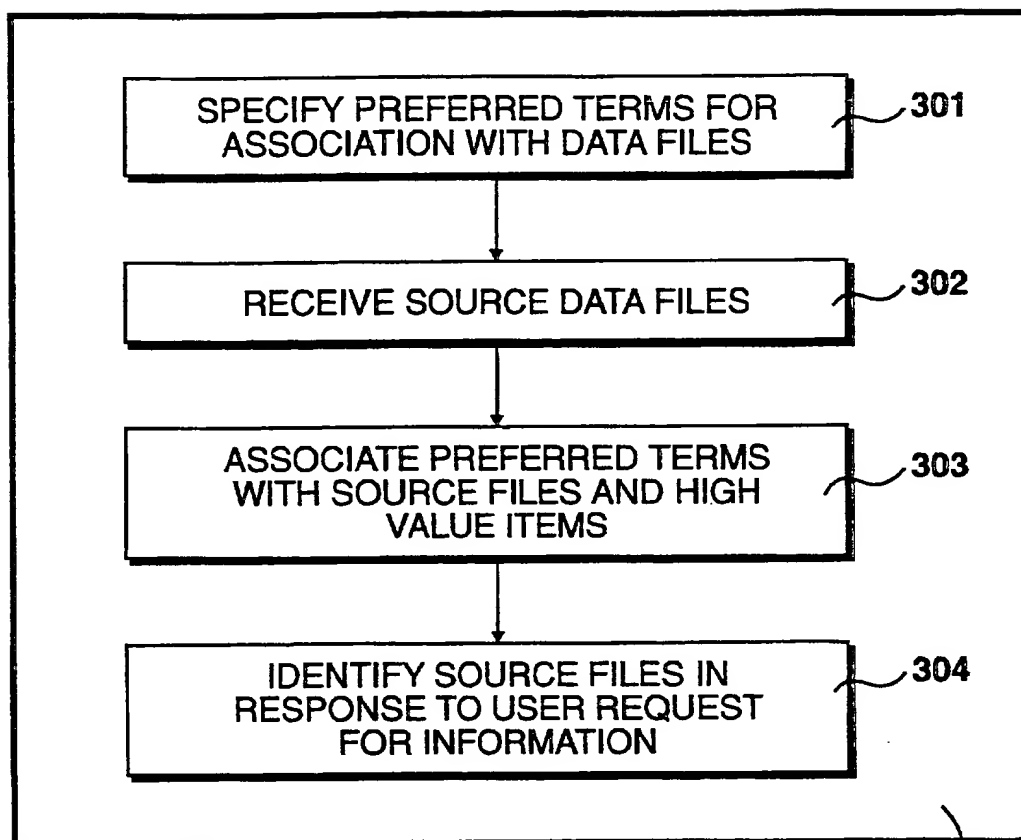 SPECIFY PREFERRED TERMS FOR
ASSOCIATION WITH DATA FILES
301
RECEIVE SOURCE DATA FILES
302
ASSOCIATE PREFERRED TERMS
WITH SOURCE FILES AND HIGH
VALUE ITEMS
303
IDENTIFY SOURCE FILES IN
RESPONSE TO USER REQUEST
FOR INFORMATION
304